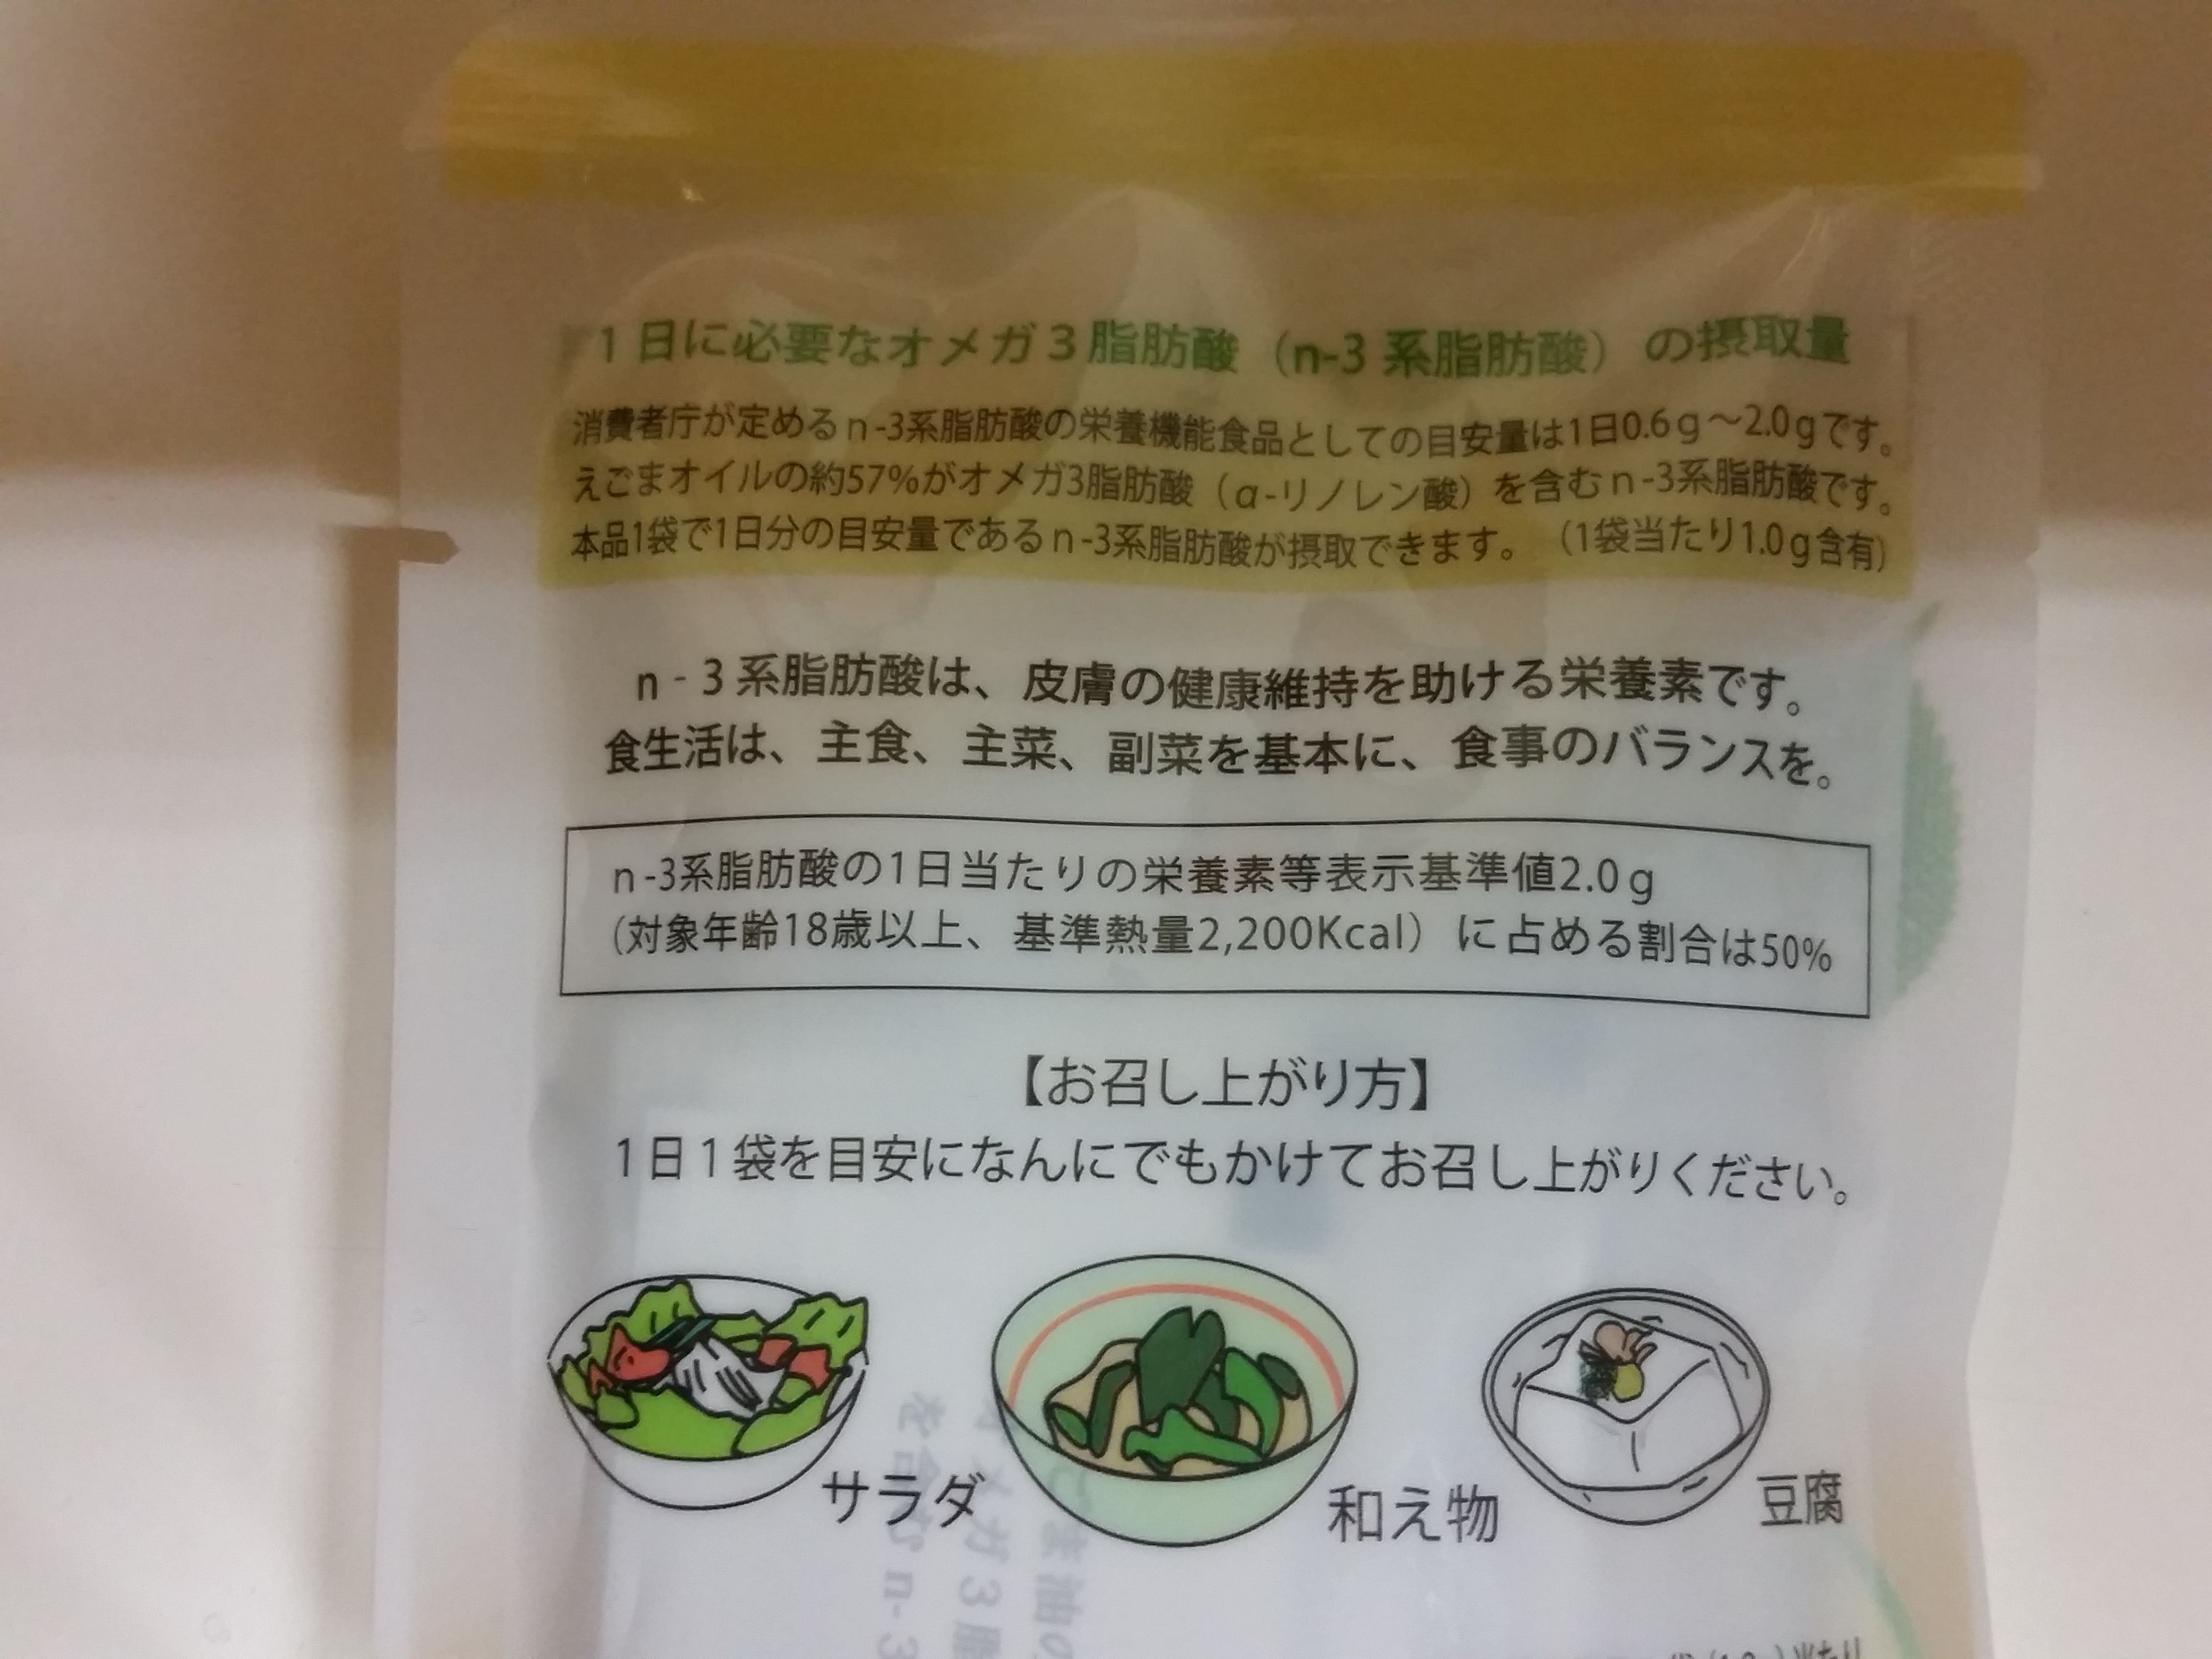 1日に必要なオメガ3脂肪酸（n-3系脂肪酸）の摂取量
消費者庁が定めるn-3系脂肪酸の栄養機能食品としての目安量は1日0.6g～2.0gです。
えごまオイルの約57%がオメガ3脂肪酸（α-リノレン酸）を含むn-3系脂肪酸です。
本品1袋で1日分の目安量であるn-3系脂肪酸が摂取できます。（1袋当たり1.0g含有）
n-3系脂肪酸は、皮膚の健康維持を助ける栄養素です。
食生活は、主食、主菜、副菜を基本に、食事のバランスを。
n-3系脂肪酸の1日当たりの栄養素等表示基準値2.0g
（対象年齢18歳以上、基準熱量2,200Kcal）に占める割合は50%
【お召し上がり方】
1日1袋を目安になんにでもかけてお召し上がりください。
サラダ
和え物
豆腐